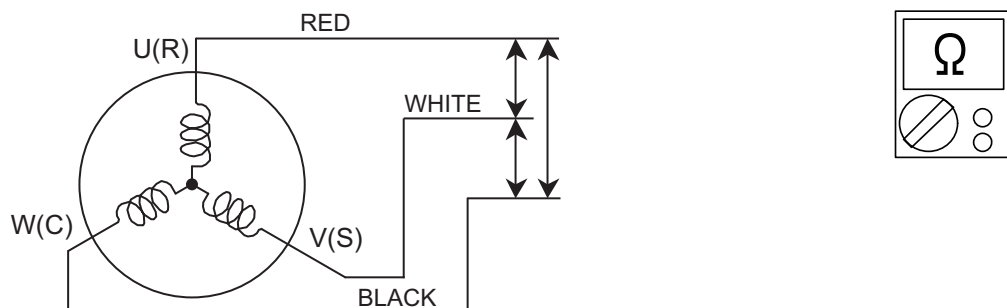 RED
U(R)
Ω
WHITE
W(C)
V(S)
BLACK